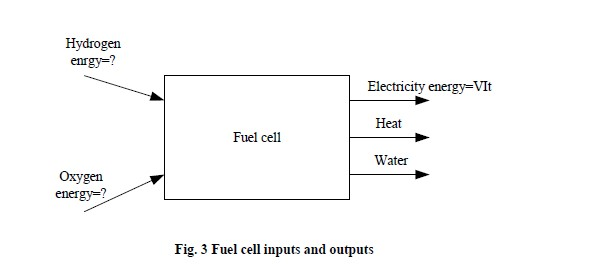 Hydrogen
enrgy=?
Electricity energy=VIt
Heat
Fuel cell
Water
Oxygen
energy=?
Fig. 3 Fuel cell inputs and outputs